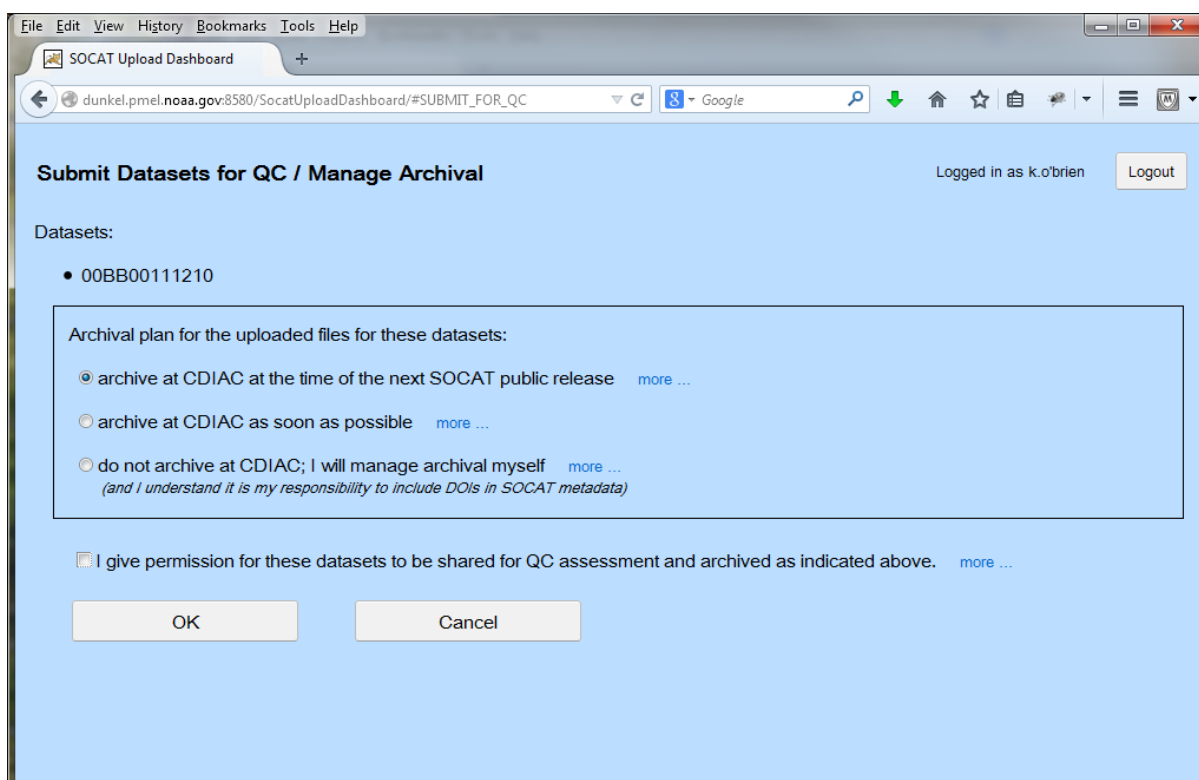 File Edit View History Bookmarks Tools Help
SOCAT Upload Dashboard
dunkel.pmel.noaa.gov:8580/SocatUploadDashboard/#SUBMIT_FOR_QC
8 Google
Submit Datasets for QC / Manage Archival
Logged in as k.o'brien
Logout
Datasets:
• 00BB00111210
Archival plan for the uploaded files for these datasets:
archive at CDIAC at the time of the next SOCAT public release more ...
archive at CDIAC as soon as possible more ...
do not archive at CDIAC; I will manage archival myself more ...
(and I understand it is my responsibility to include DOIs in SOCAT metadata)
I give permission for these datasets to be shared for QC assessment and archived as indicated above. more ...
OK
Cancel